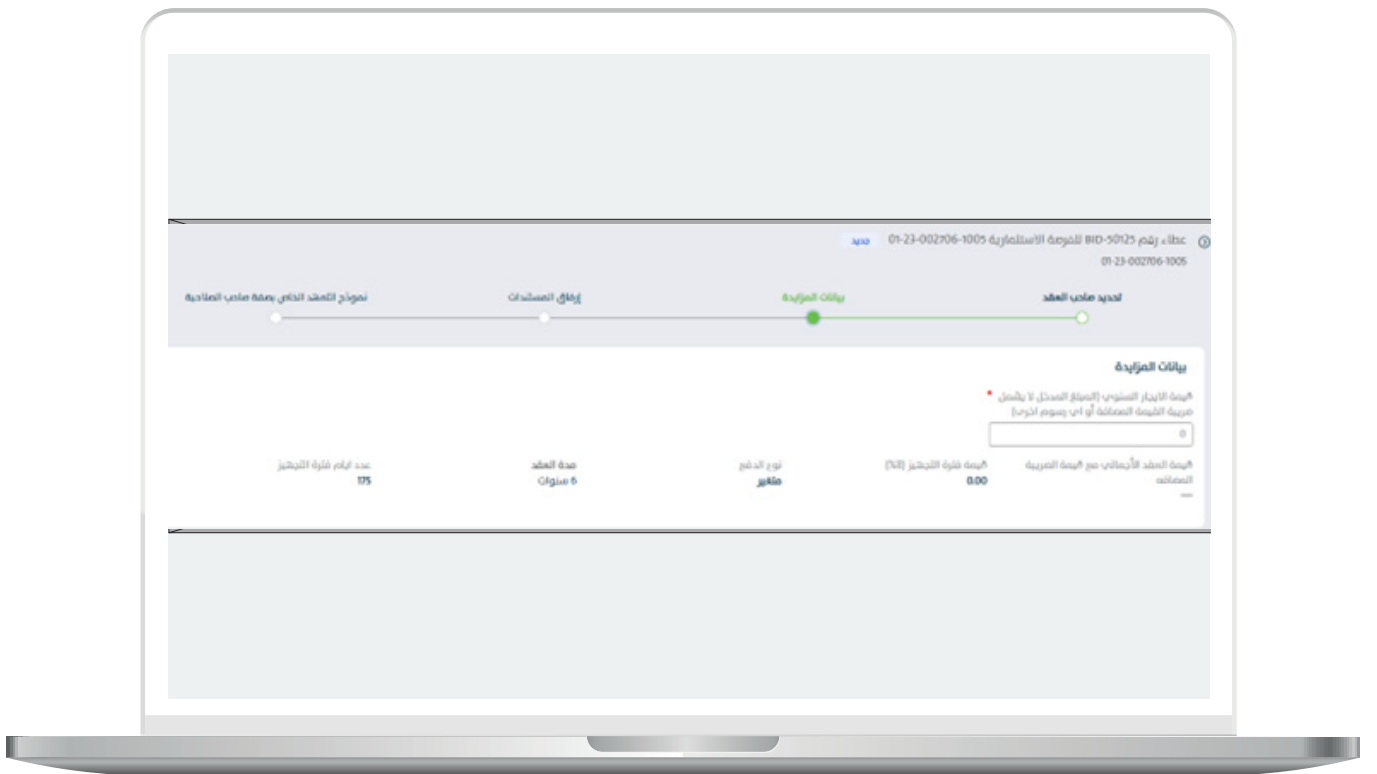 عطاء رقم BID-50125 للفرصة الاستثمارية 1005-002706-23-01 جديد
01-23-002706-1005
تحديد صاحب العقد
بيانات المزايدة
إرفاق المستندات
نموذج التعهد الخاص بصفة صاحب الصلاحية
بيانات المزايدة
قيمة الايجار السنوي (المبلغ المدخل لا يشمل *
ضريبة القيمة المضافة أو اي رسوم اخرى)
0
قيمة العقد الأجمالي مع قيمة الضريبة
المضافه
—
قيمة فترة التجهيز (8%)
0.00
نوع الدفع
متغير
مدة العقد
6 سنوات
عدد ايام فترة التجهيز
175